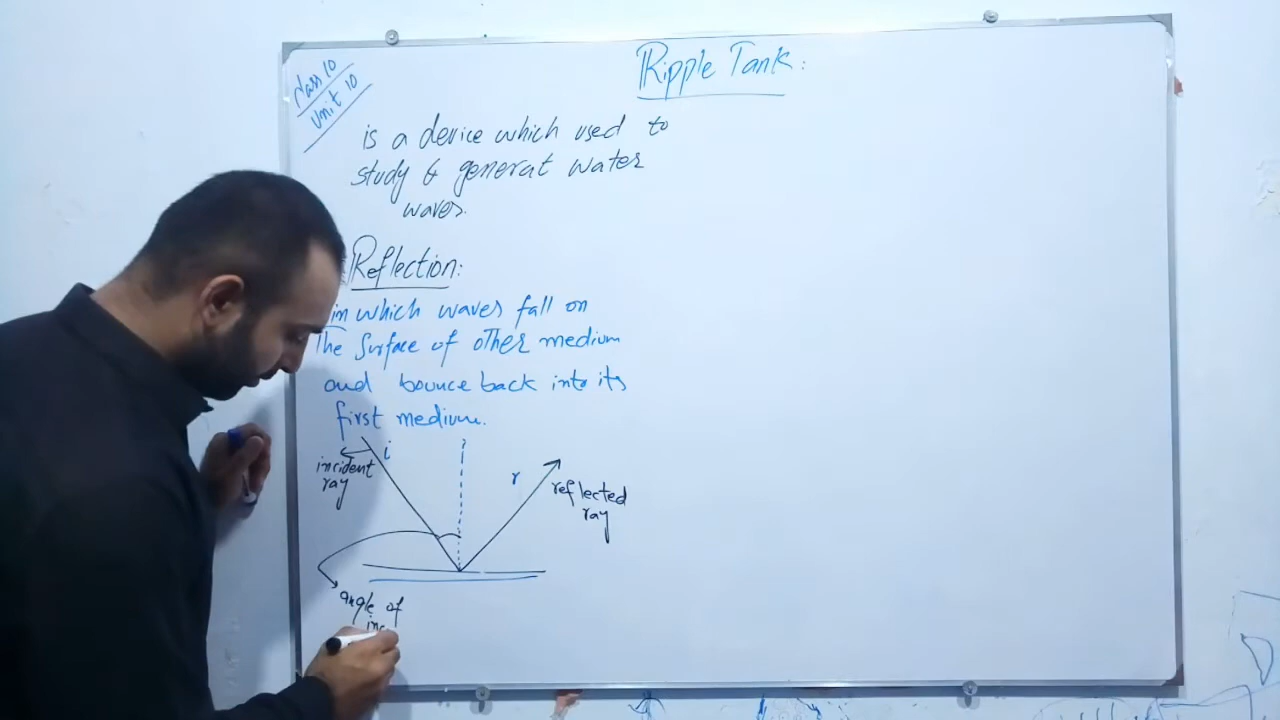 Ripple Tank:
Class 10
Unit 10
is a device which used to
study & generat water
waves.
Reflection:
in which waves fall on
The Surface of other medium
and bounce back into its
first medium.
i
incident
ray
r
reflected
ray
angle of
inc